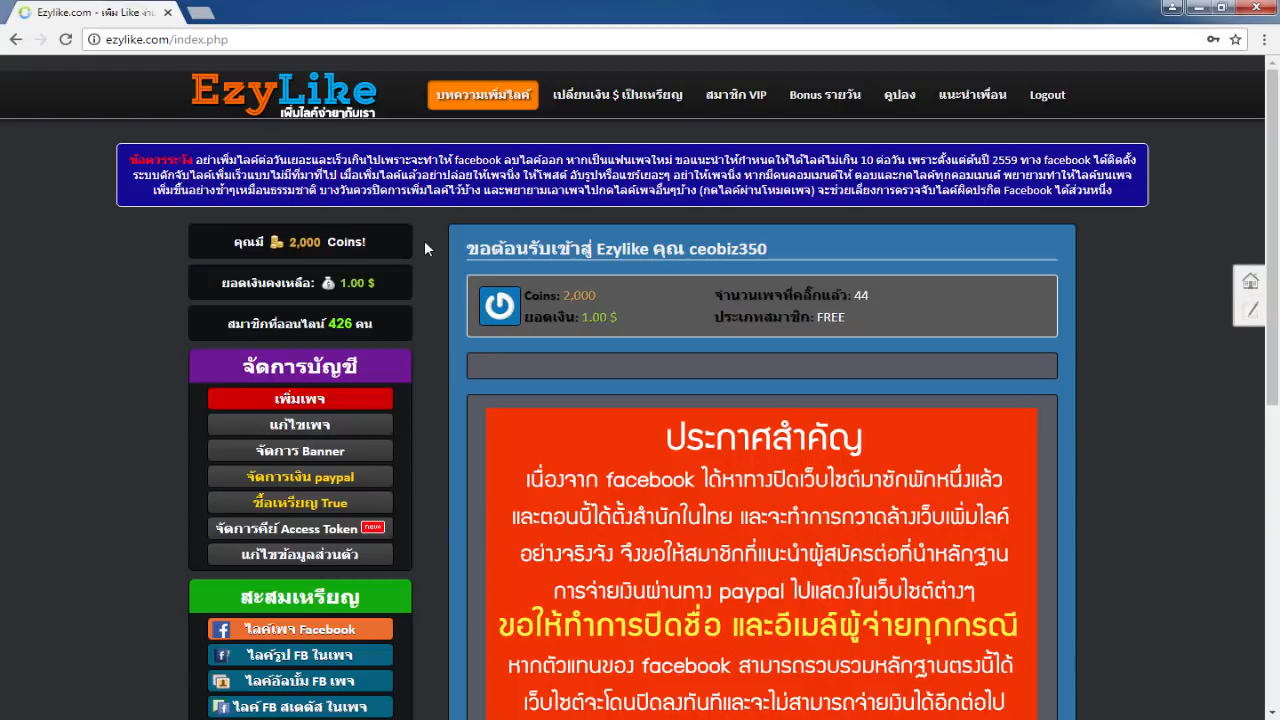 Ezylike.com - เพิ่ม Like ง่า
ezylike.com/index.php
EzyLike
เพิ่มไลค์ง่ายๆกับเรา
บทความเพิ่มไลค์
เปลี่ยนเงิน $ เป็นเหรียญ
สมาชิก VIP
Bonus รายวัน
คูปอง
แนะนำเพื่อน
Logout
ข้อควรระวัง อย่าเพิ่มไลค์ต่อวันเยอะและเร็วเกินไปเพราะจะทำให้ facebook ลบไลค์ออก หากเป็นแฟนเพจใหม่ ขอแนะนำให้กำหนดให้ได้ไลค์ไม่เกิน 10 ต่อวัน เพราะตั้งแต่ต้นปี 2559 ทาง facebook ได้ติดตั้ง
ระบบดักจับไลค์เพิ่มเร็วแบบไม่มีที่มาที่ไป เมื่อเพิ่มไลค์แล้วอย่าปล่อยให้เพจนิ่ง ให้โพสต์ อับรูปหรือแชร์เยอะๆ อย่าให้เพจนิ่ง หากมีคนคอมเมนต์ให้ ตอบและกดไลค์ทุกคอมเมนต์ พยายามทำให้ไลค์บนเพจ
เพิ่มขึ้นอย่างช้าๆเหมือนธรรมชาติ บางวันควรปิดการเพิ่มไลค์ไว้บ้าง และพยายามเอาเพจไปกดไลค์เพจอื่นๆบ้าง (กดไลค์ผ่านโหมดเพจ) จะช่วยเลี่ยงการตรวจจับไลค์ผิดปรกิต Facebook ได้ส่วนหนึ่ง
คุณมี 2,000 Coins!
ยอดเงินคงเหลือ: 1.00 $
สมาชิกที่ออนไลน์ 426 คน
จัดการบัญชี
เพิ่มเพจ
แก้ไขเพจ
จัดการ Banner
จัดการเงิน paypal
ซื้อเหรียญ True
จัดการคีย์ Access Token new
แก้ไขข้อมูลส่วนตัว
สะสมเหรียญ
ไลค์เพจ Facebook
ไลค์รูป FB ในเพจ
ไลค์อัลบั้ม FB เพจ
ไลค์ FB สเตตัส ในเพจ
ขอต้อนรับเข้าสู่ Ezylike คุณ ceobiz350
Coins: 2,000
จำนวนเพจที่คลิ๊กแล้ว: 44
ยอดเงิน: 1.00 $
ประเภทสมาชิก: FREE
ประกาศสำคัญ
เนื่องจาก facebook ได้หาทางปิดเว็บไซต์มาซักพักหนึ่งแล้ว
และตอนนี้ได้ตั้งสำนักในไทย และจะทำการกวาดล้างเว็บเพิ่มไลค์
อย่างจริงจัง จึงขอให้สมาชิกที่แนะนำผู้สมัครต่อที่นำหลักฐาน
การจ่ายเงินผ่านทาง paypal ไปแสดงในเว็บไซต์ต่างๆ
ขอให้ทำการปิดชื่อ และอีเมล์ผู้จ่ายทุกกรณี
หากตัวแทนของ facebook สามารถรวบรวมหลักฐานตรงนี้ได้
เว็บไซต์จะโดนปิดลงทันทีและจะไม่สามารถจ่ายเงินได้อีกต่อไป